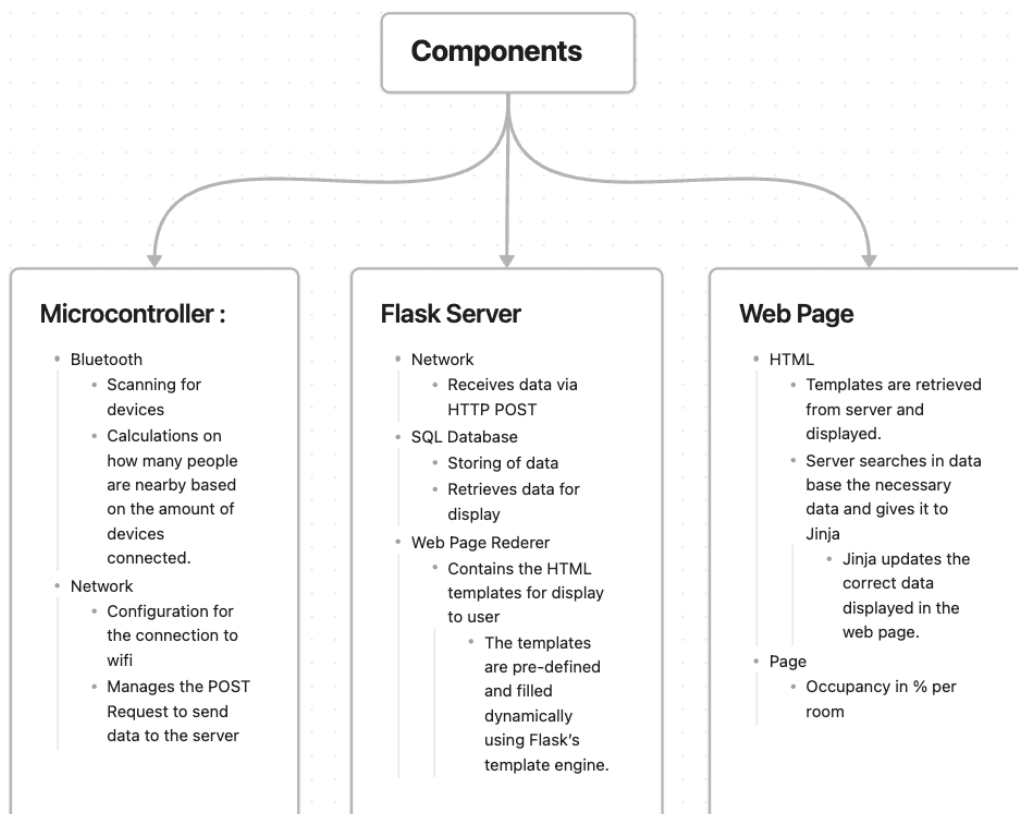 Components
Microcontroller :
Bluetooth
Scanning for
devices
Calculations on
how many people
are nearby based
on the amount of
devices
connected.
Network
Configuration for
the connection to
wifi
Manages the POST
Request to send
data to the server
Flask Server
Network
Receives data via
HTTP POST
SQL Database
Storing of data
Retrieves data for
display
Web Page Rederer
Contains the HTML
templates for display
to user
The templates
are pre-defined
and filled
dynamically
using Flask's
template engine.
Web Page
HTML
Templates are retrieved
from server and
displayed.
Server searches in data
base the necessary
data and gives it to
Jinja
Jinja updates the
correct data
displayed in the
web page.
Page
Occupancy in % per
room